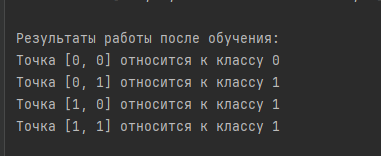 Результаты работы после обучения:
Точка [0, 0] относится к классу 0
Точка [0, 1] относится к классу 1
Точка [1, 0] относится к классу 1
Точка [1, 1] относится к классу 1